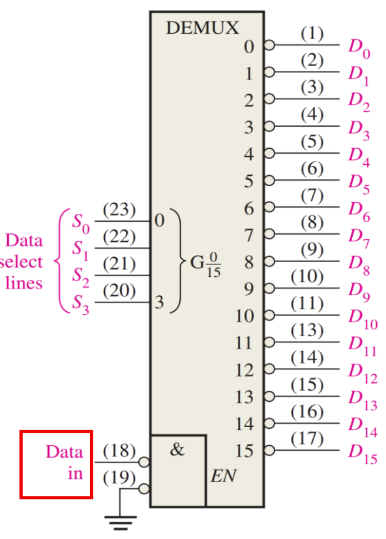 DEMUX
0 (1) D0
1 (2) D1
2 (3) D2
3 (4) D3
4 (5) D4
5 (6) D5
6 (7) D6
7 (8) D7
8 (9) D8
9 (10) D9
10 (11) D10
11 (13) D11
12 (14) D12
13 (15) D13
14 (16) D14
15 (17) D15
Data
select
lines
S0 (23) 0
S1 (22)
S2 (21)
S3 (20) 3
G 0/15
Data in
(18)
(19)
&
EN